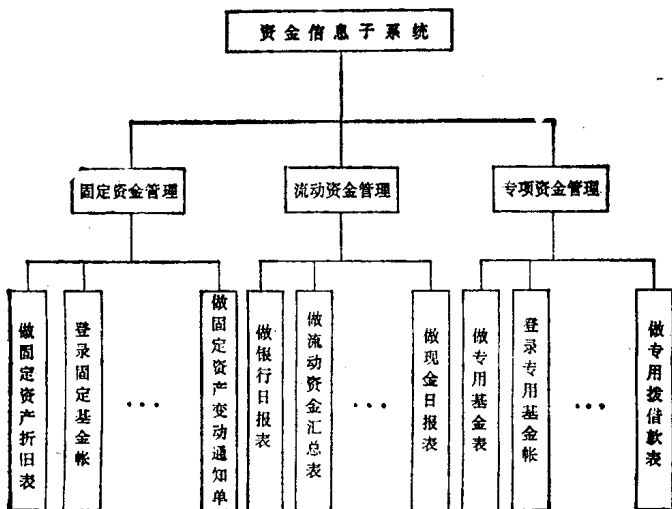 资金信息子系统
固定资金管理
流动资金管理
专项资金管理
做固定资产折旧表
登录固定基金帐
...
做固定资产变动通知单
做银行日报表
做流动资金汇总表
...
做现金日报表
做专用基金表
登录专用基金帐
...
做专用拨借款表